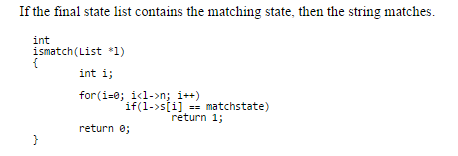 If the final state list contains the matching state, then the string matches.
int
ismatch(List *l)
{
int i;
for(i=0; i<l->n; i++)
if(l->s[i] == matchstate)
return 1;
return 0;
}